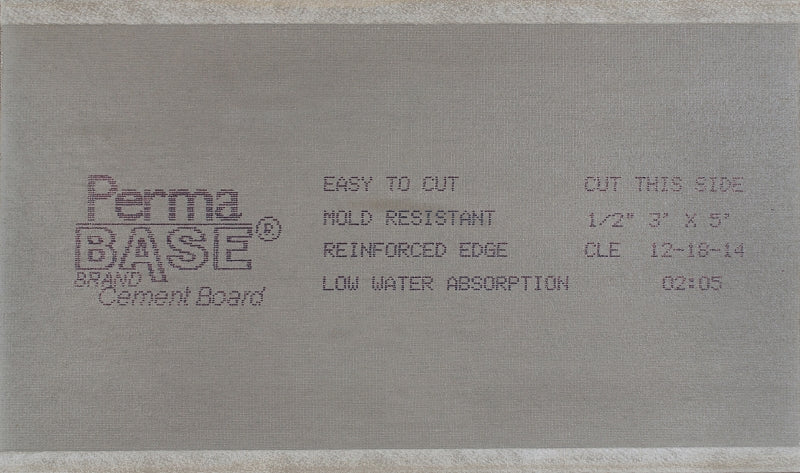 Perma
BASE®
BRAND
Cement Board
EASY TO CUT
MOLD RESISTANT
REINFORCED EDGE
LOW WATER ABSORPTION
CUT THIS SIDE
1/2" 3' X 5'
CLE 12-18-14
02:05